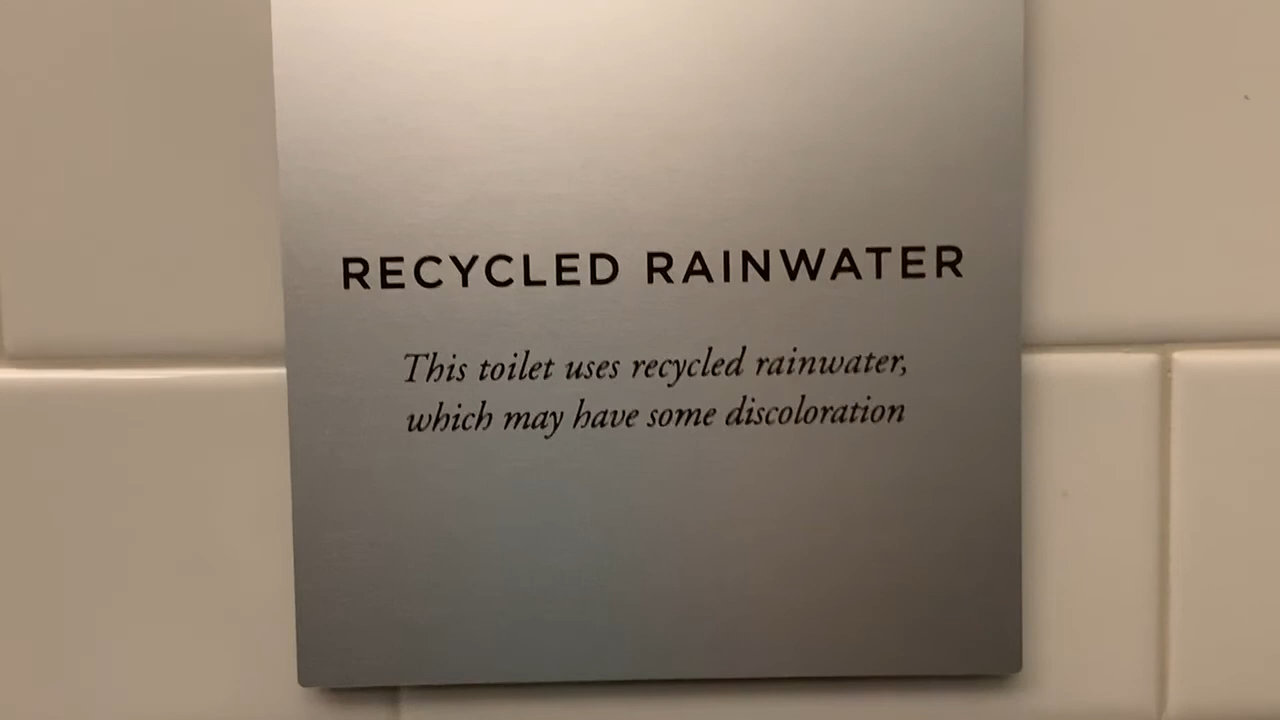 RECYCLED RAINWATER
This toilet uses recycled rainwater,
which may have some discoloration